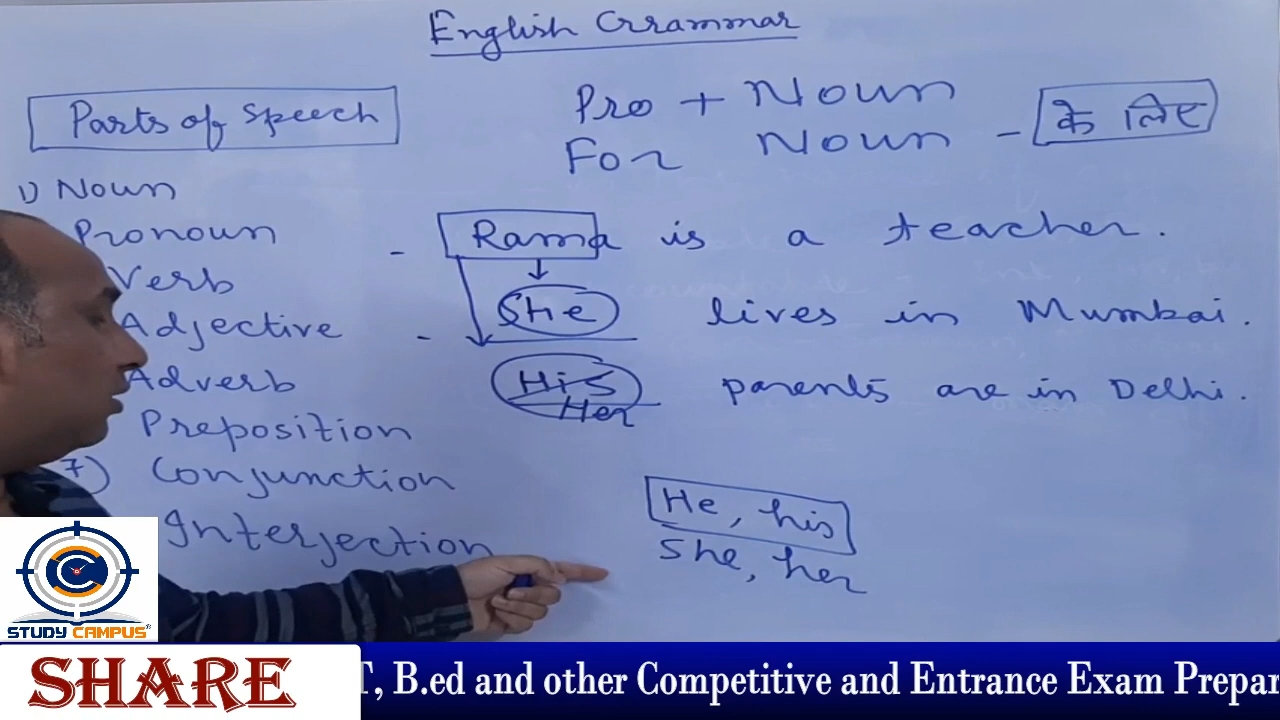 English Grammar
Parts of speech
Pro + Noun
For Noun - के लिए
1) Noun
Pronoun
Verb
Adjective
Adverb
Preposition
7) Conjunction
Interjection
- Rama is a teacher.
She lives in Mumbai.
-
His parents are in Delhi.
Her
He, his
She, her
STUDY CAMPUS
SHARE
T, B.ed and other Competitive and Entrance Exam Prepar